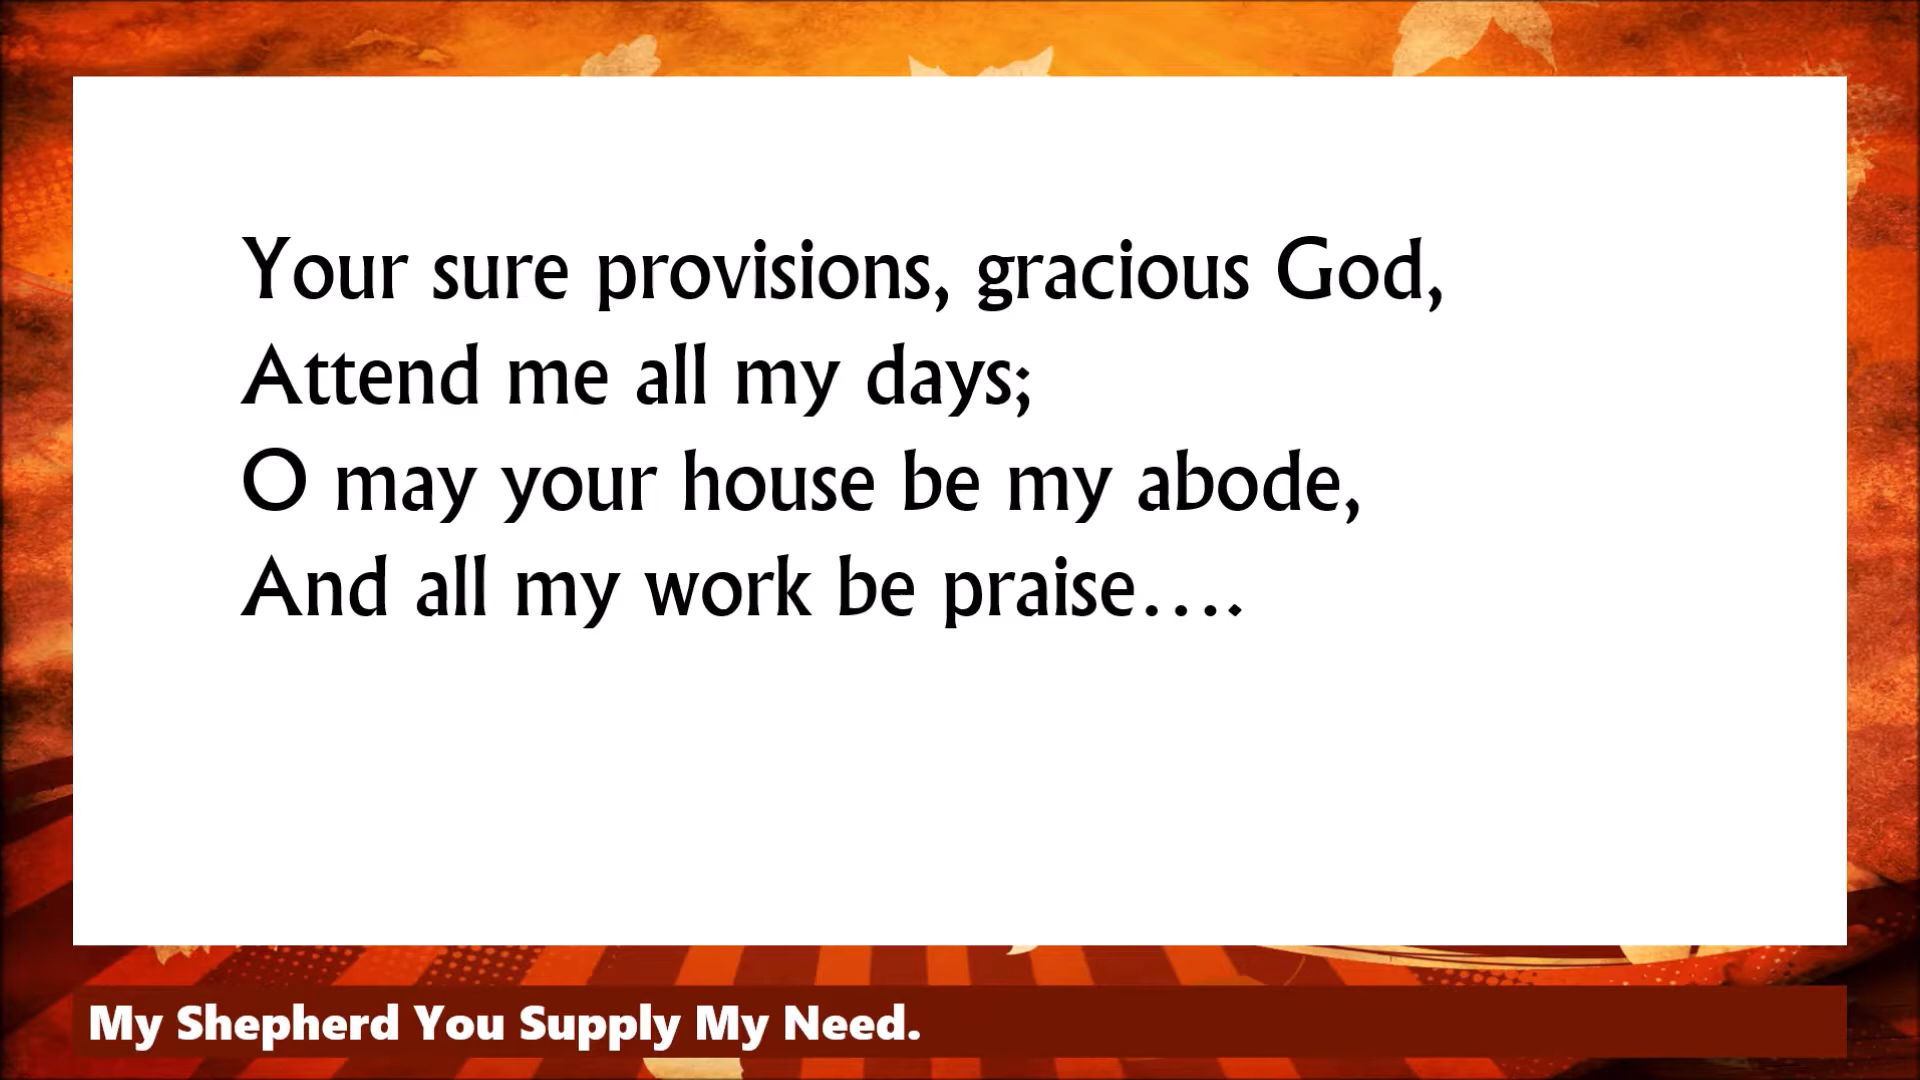 Your sure provisions, gracious God,
Attend me all my days;
O may your house be my abode,
And all my work be praise….
My Shepherd You Supply My Need.